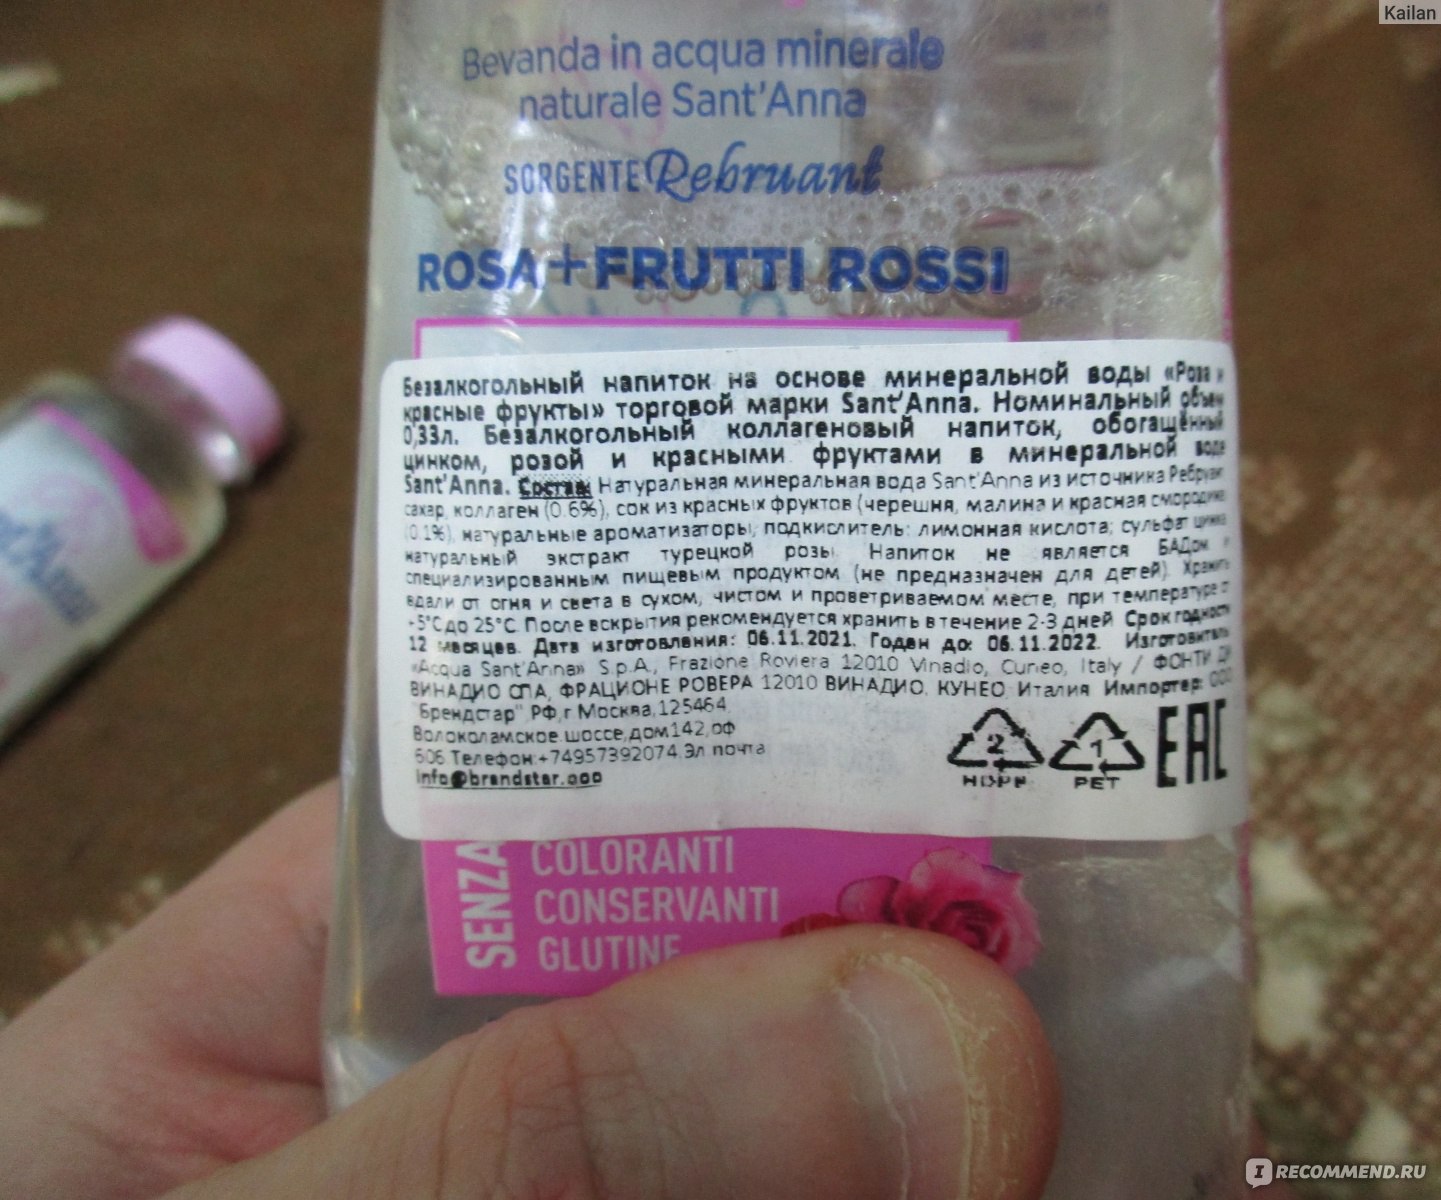 Kailan
Bevanda in acqua minerale
naturale Sant'Anna
SORGENTE Rebruant
ROSA+FRUTTI ROSSI
Безалкогольный напиток на основе минеральной воды «Роза и
красные фрукты» торговой марки Sant'Anna. Номинальный объем
0,33л. Безалкогольный коллагеновый напиток, обогащённый
цинком, розой и красными фруктами в минеральной воде
Sant'Anna. Состав: Натуральная минеральная вода Sant'Anna из источника Ребруан
сахар, коллаген (0.6%), сок из красных фруктов (черешня, малина и красная смородина
(0.1%), натуральные ароматизаторы, подкислитель: лимонная кислота; сульфат цинка
натуральный экстракт турецкой розы. Напиток не является БАДом и
специализированным пищевым продуктом (не предназначен для детей). Хранить
вдали от огня и света в сухом, чистом и проветриваемом месте, при температуре от
+5°C до 25°C. После вскрытия рекомендуется хранить в течение 2-3 дней Срок годности
12 месяцев. Дата изготовления: 06.11.2021. Годен до: 06.11.2022. Изготовитель
«Acqua Sant'Anna» S.p.A., Frazione Roviera 12010 Vinadio, Cuneo, Italy / ФОНТИ ДИ
ВИНАДИО СПА, ФРАЦИОНЕ РОВЕРА 12010 ВИНАДИО, КУНЕО, Италия Импортер: ООО
"Брендстар", РФ, г Москва, 125464,
Волоколамское шоссе, дом 142, оф
606. Телефон:+74957392074. Эл почта
info@brandstar.ooo
2
HDPE
1
PET
EAC
SENZA
COLORANTI
CONSERVANTI
GLUTINE
IRECOMMEND.RU